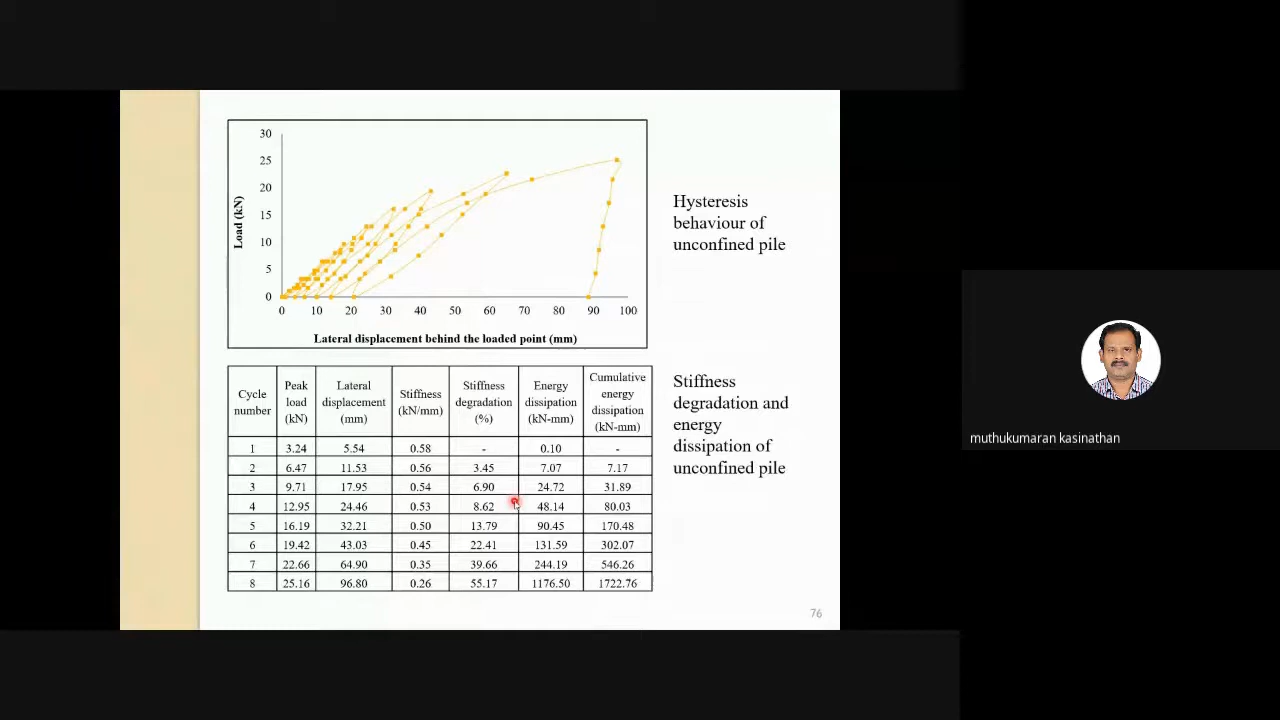 30
25
20
15
10
5
0
Load (kN)
0 10 20 30 40 50 60 70 80 90 100
Lateral displacement behind the loaded point (mm)
Hysteresis
behaviour of
unconfined pile
Cycle number Peak load (kN) Lateral displacement (mm) Stiffness (kN/mm) Stiffness degradation (%) Energy dissipation (kN-mm) Cumulative energy dissipation (kN-mm)
1 3.24 5.54 0.58 - 0.10 -
2 6.47 11.53 0.56 3.45 7.07 7.17
3 9.71 17.95 0.54 6.90 24.72 31.89
4 12.95 24.46 0.53 8.62 48.14 80.03
5 16.19 32.21 0.50 13.79 90.45 170.48
6 19.42 43.03 0.45 22.41 131.59 302.07
7 22.66 64.90 0.35 39.66 244.19 546.26
8 25.16 96.80 0.26 55.17 1176.50 1722.76
Stiffness
degradation and
energy
dissipation of
unconfined pile
76
muthukumaran kasinathan